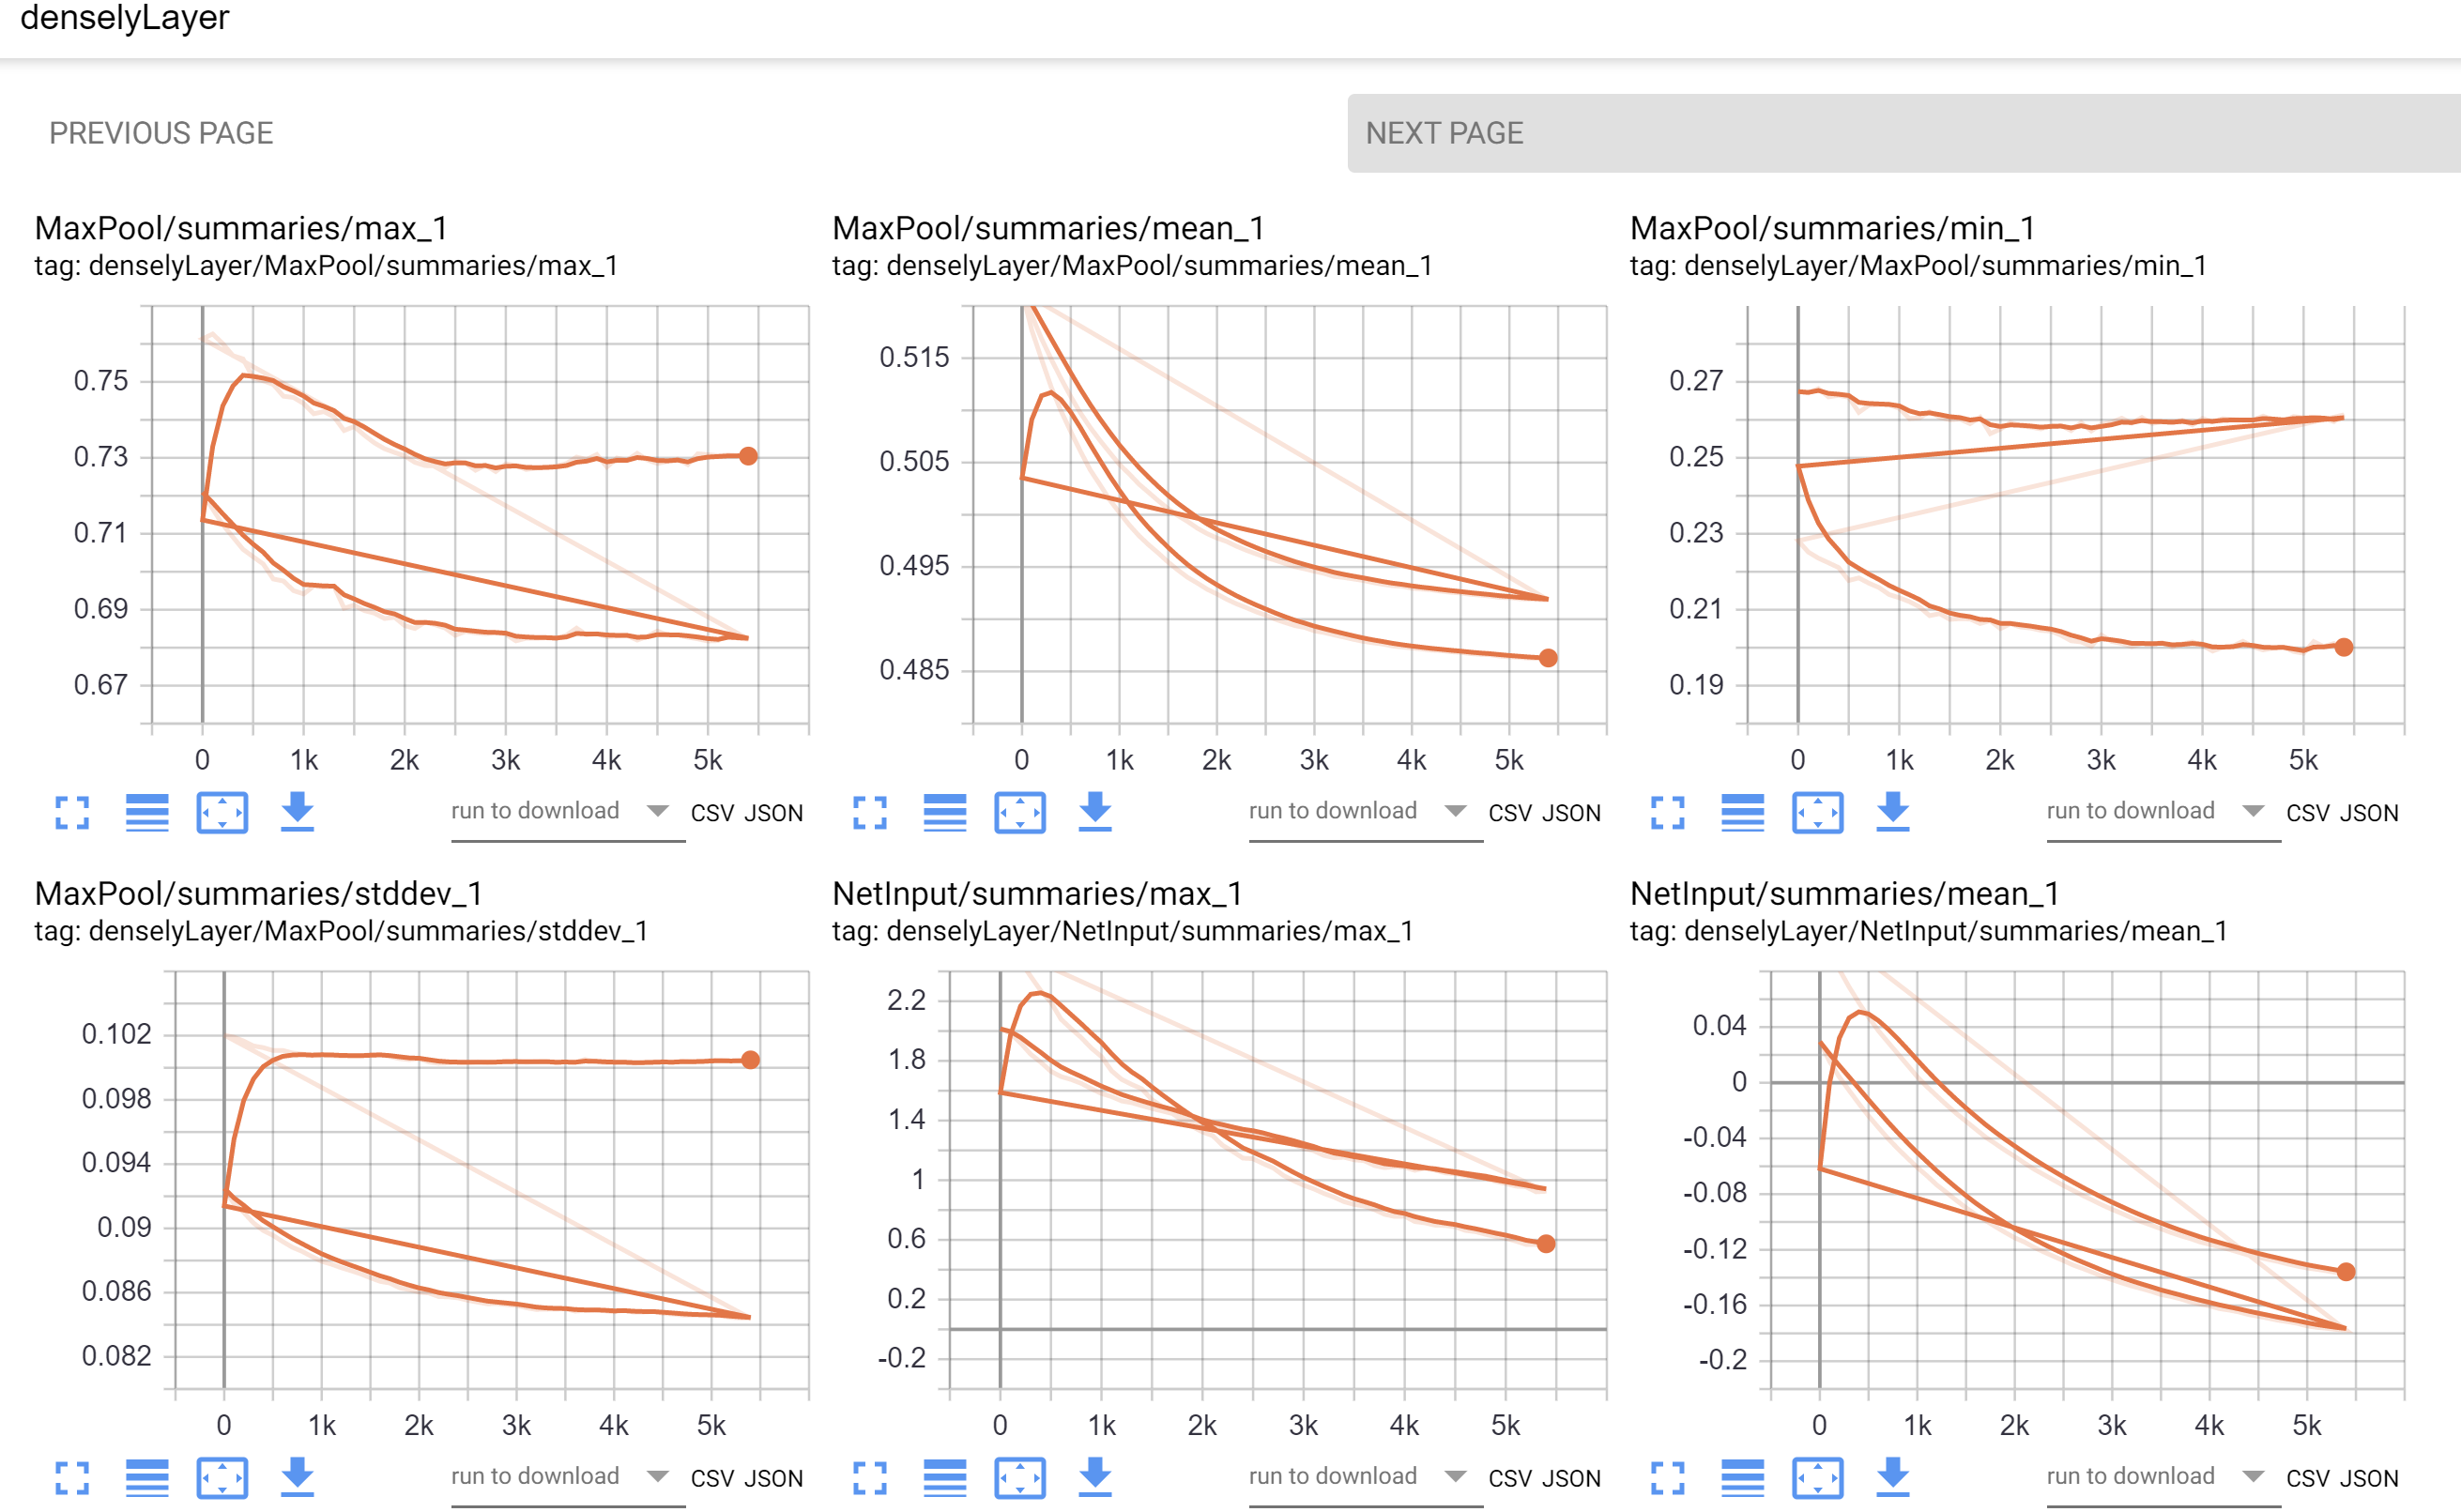 denselyLayer
PREVIOUS PAGE
NEXT PAGE
MaxPool/summaries/max_1
tag: denselyLayer/MaxPool/summaries/max_1
0.75
0.73
0.71
0.69
0.67
0 1k 2k 3k 4k 5k
run to download CSV JSON
MaxPool/summaries/mean_1
tag: denselyLayer/MaxPool/summaries/mean_1
0.515
0.505
0.495
0.485
0 1k 2k 3k 4k 5k
run to download CSV JSON
MaxPool/summaries/min_1
tag: denselyLayer/MaxPool/summaries/min_1
0.27
0.25
0.23
0.21
0.19
0 1k 2k 3k 4k 5k
run to download CSV JSON
MaxPool/summaries/stddev_1
tag: denselyLayer/MaxPool/summaries/stddev_1
0.102
0.098
0.094
0.09
0.086
0.082
0 1k 2k 3k 4k 5k
run to download CSV JSON
NetInput/summaries/max_1
tag: denselyLayer/NetInput/summaries/max_1
2.2
1.8
1.4
1
0.6
0.2
-0.2
0 1k 2k 3k 4k 5k
run to download CSV JSON
NetInput/summaries/mean_1
tag: denselyLayer/NetInput/summaries/mean_1
0.04
0
-0.04
-0.08
-0.12
-0.16
-0.2
0 1k 2k 3k 4k 5k
run to download CSV JSON